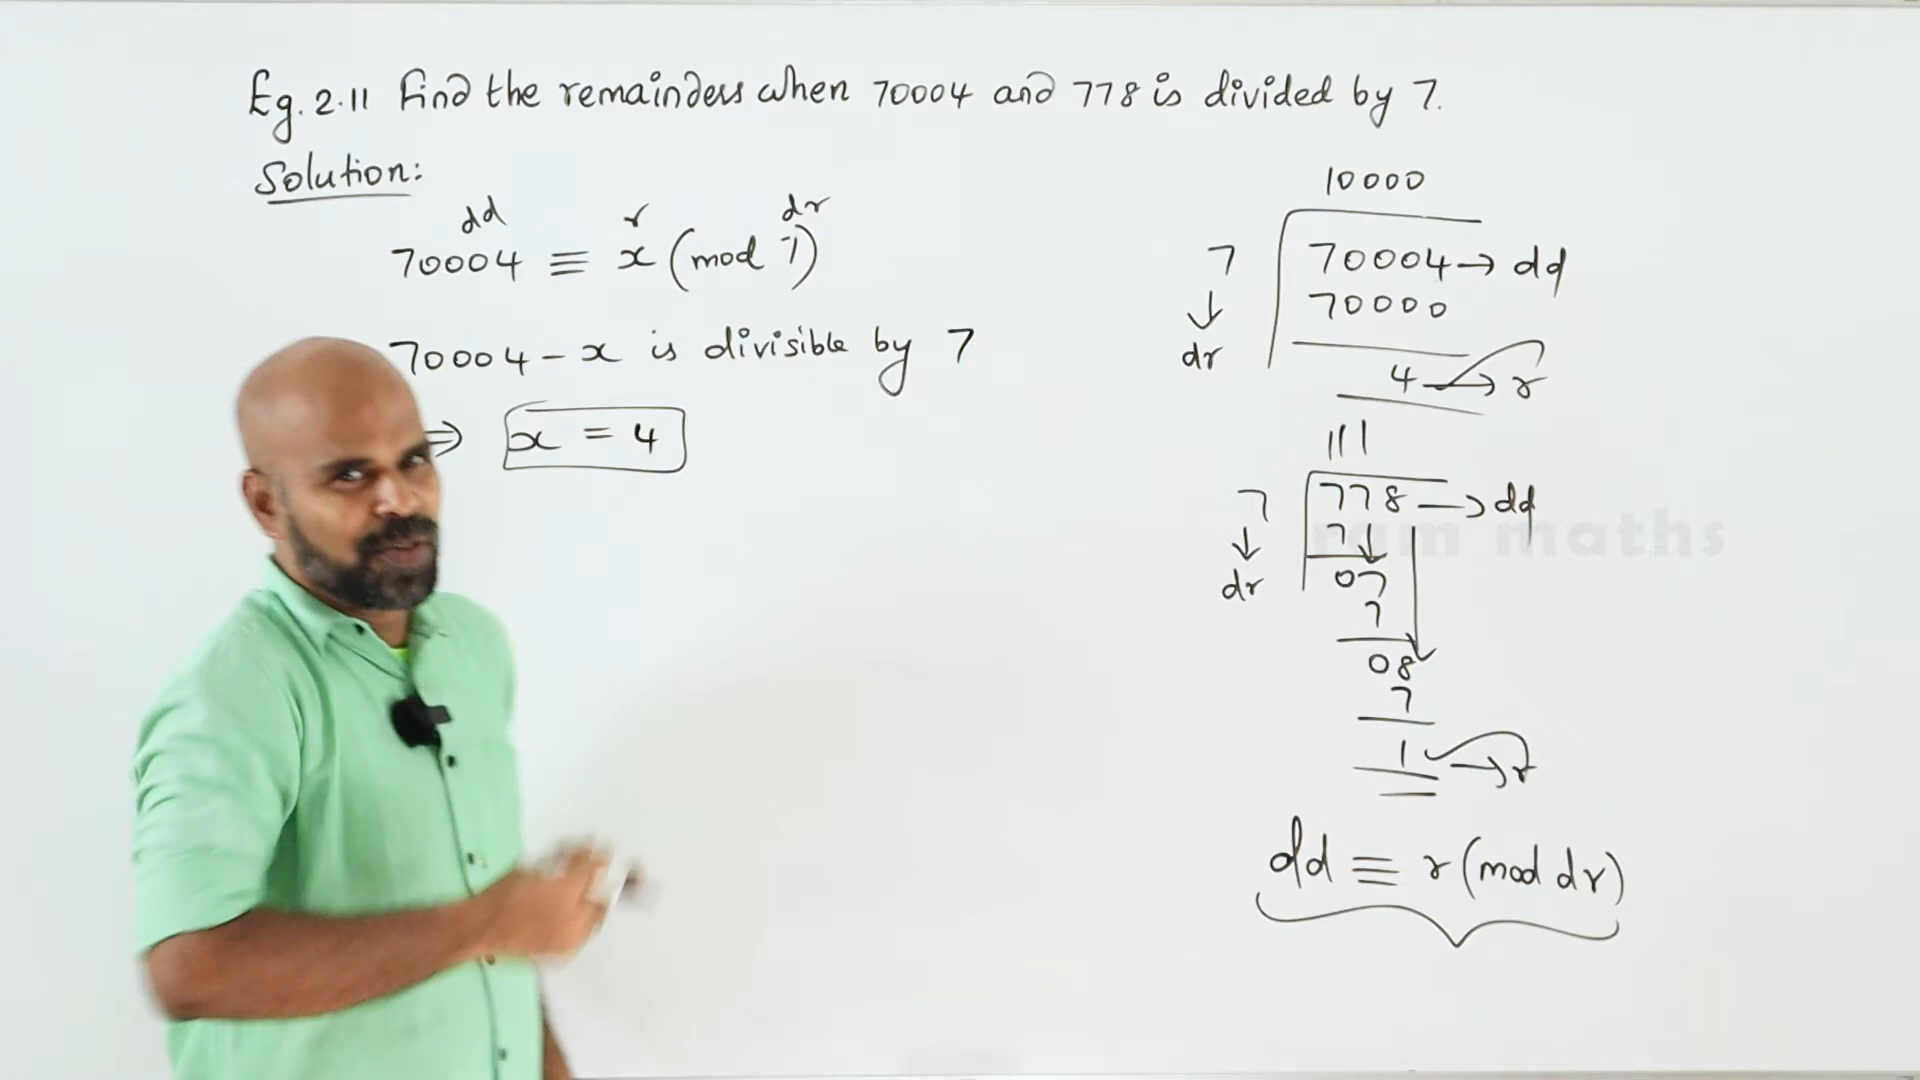 Eg. 2.11 Find the remainders when 70004 and 778 is divided by 7.
Solution:
dd r dr
70004 ≡ x (mod 7)
70004 - x is divisible by 7
⇒ x = 4
10000
7 70004 → dd
↓ 70000
dr
4 → r
111
7 778 → dd
↓ 7↓
dr 07
7
08
7
1 → r
dd ≡ r (mod dr)
ram maths